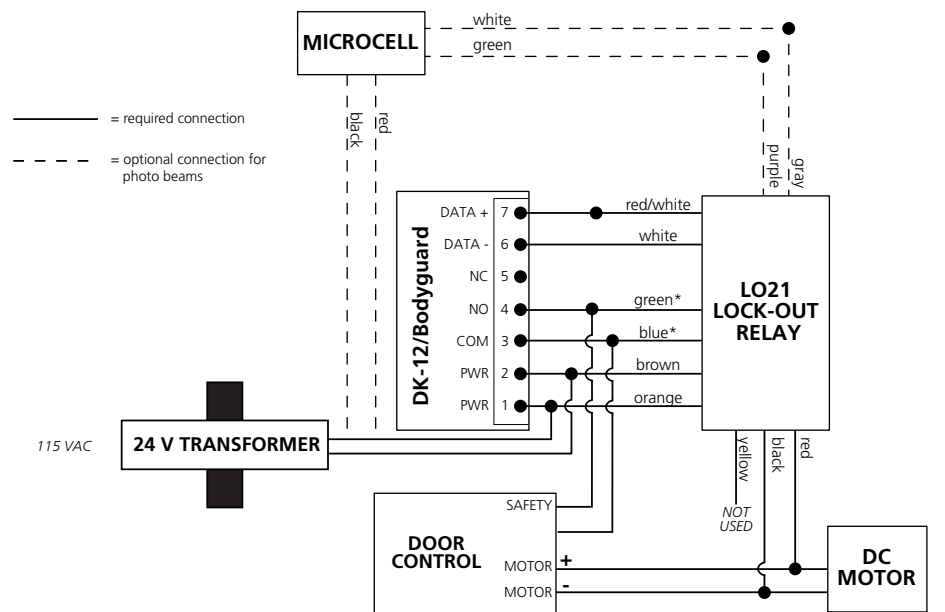 white
MICROCELL
green
= required connection
= optional connection for
photo beams
black
red
purple
gray
DK-12/Bodyguard
DATA + 7
red/white
DATA - 6
white
NC 5
NO 4
green*
COM 3
blue*
PWR 2
brown
PWR 1
orange
LO21
LOCK-OUT
RELAY
115 VAC
24 V TRANSFORMER
yellow
black
red
NOT
USED
SAFETY
DOOR
CONTROL
MOTOR +
MOTOR -
DC
MOTOR